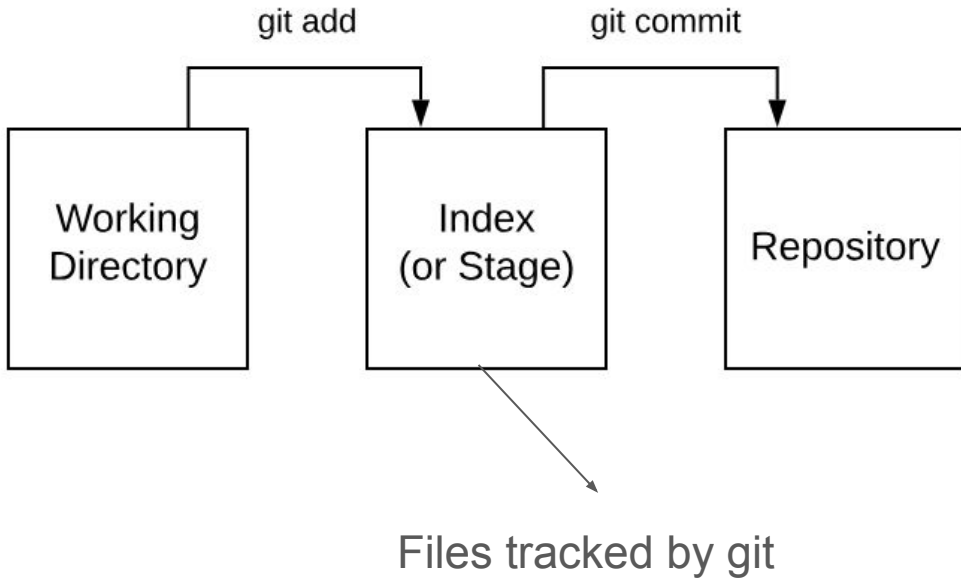 git add
git commit
Working
Directory
Index
(or Stage)
Repository
Files tracked by git